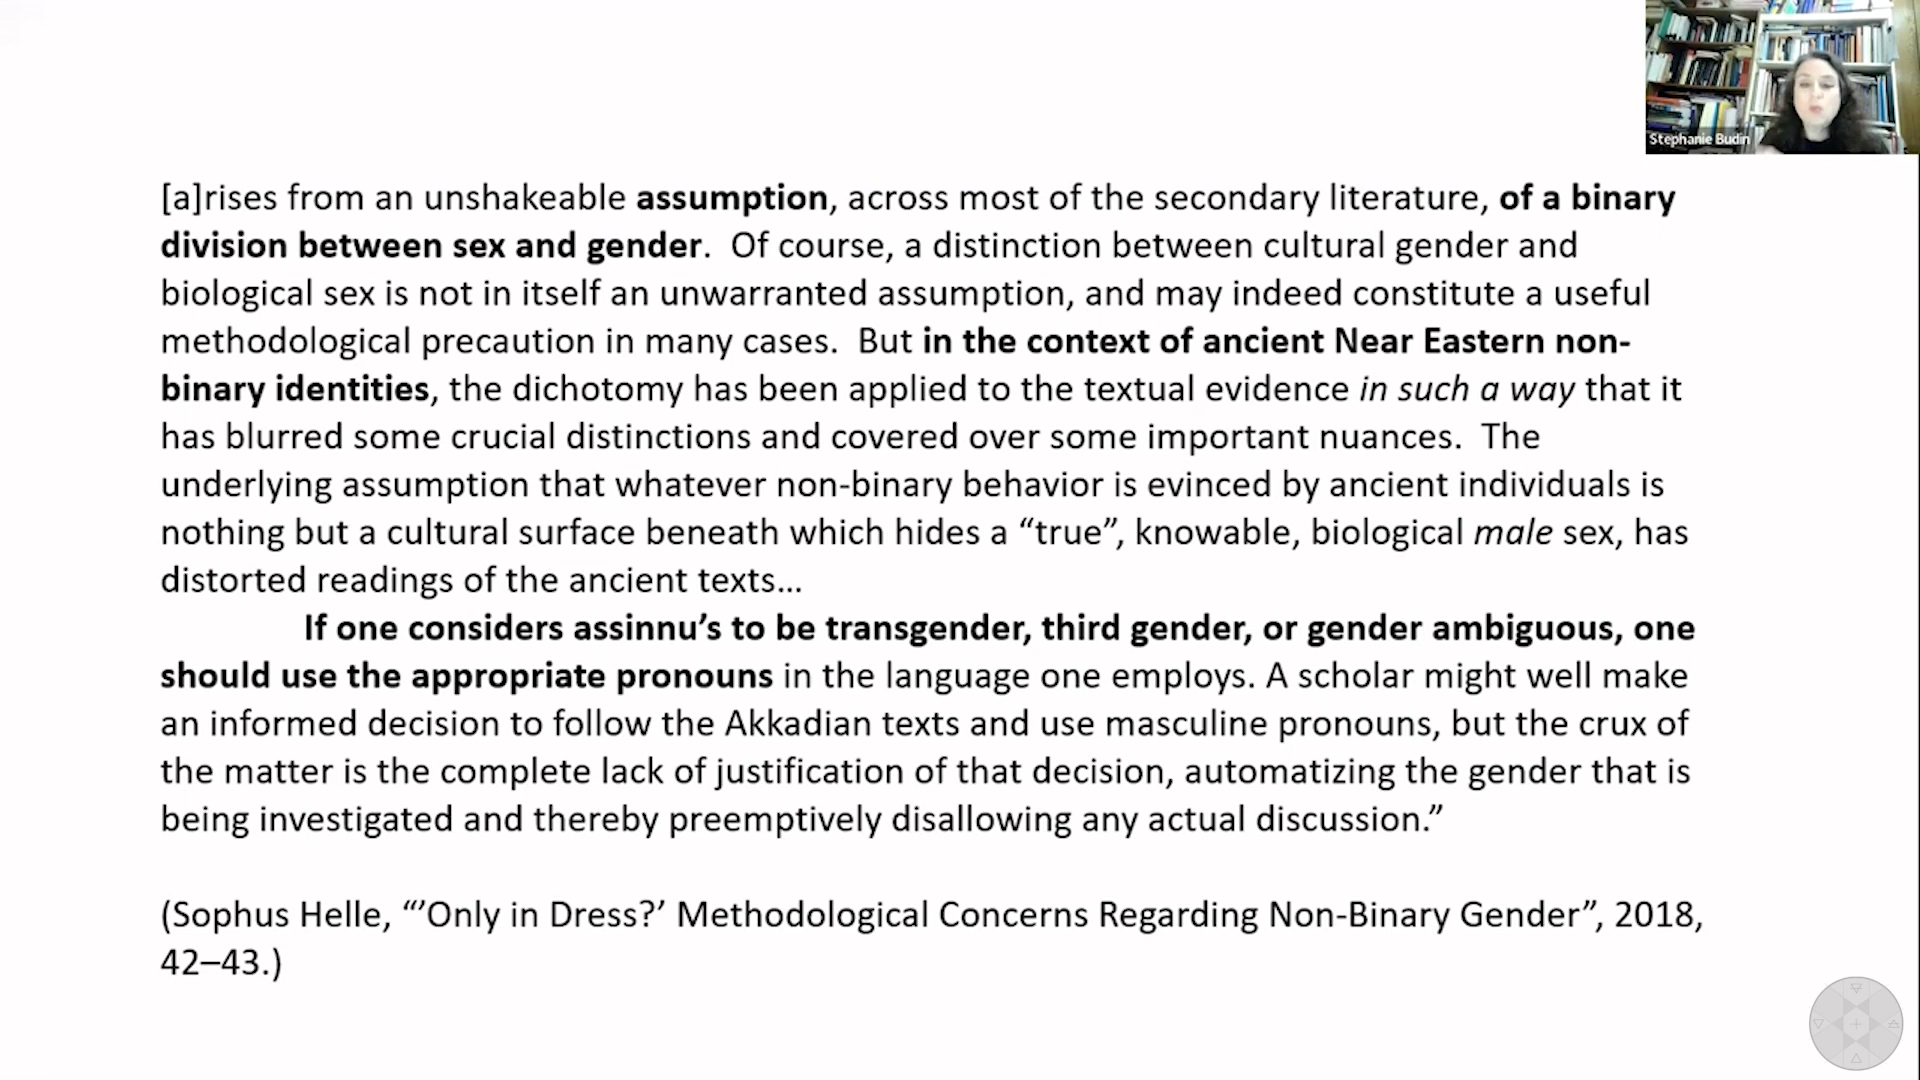 Stephanie Budin
[a]rises from an unshakeable assumption, across most of the secondary literature, of a binary
division between sex and gender.  Of course, a distinction between cultural gender and
biological sex is not in itself an unwarranted assumption, and may indeed constitute a useful
methodological precaution in many cases.  But in the context of ancient Near Eastern non-
binary identities, the dichotomy has been applied to the textual evidence in such a way that it
has blurred some crucial distinctions and covered over some important nuances.  The
underlying assumption that whatever non-binary behavior is evinced by ancient individuals is
nothing but a cultural surface beneath which hides a “true”, knowable, biological male sex, has
distorted readings of the ancient texts…
If one considers assinnu’s to be transgender, third gender, or gender ambiguous, one
should use the appropriate pronouns in the language one employs. A scholar might well make
an informed decision to follow the Akkadian texts and use masculine pronouns, but the crux of
the matter is the complete lack of justification of that decision, automatizing the gender that is
being investigated and thereby preemptively disallowing any actual discussion.”
(Sophus Helle, “’Only in Dress?’ Methodological Concerns Regarding Non-Binary Gender”, 2018,
42–43.)